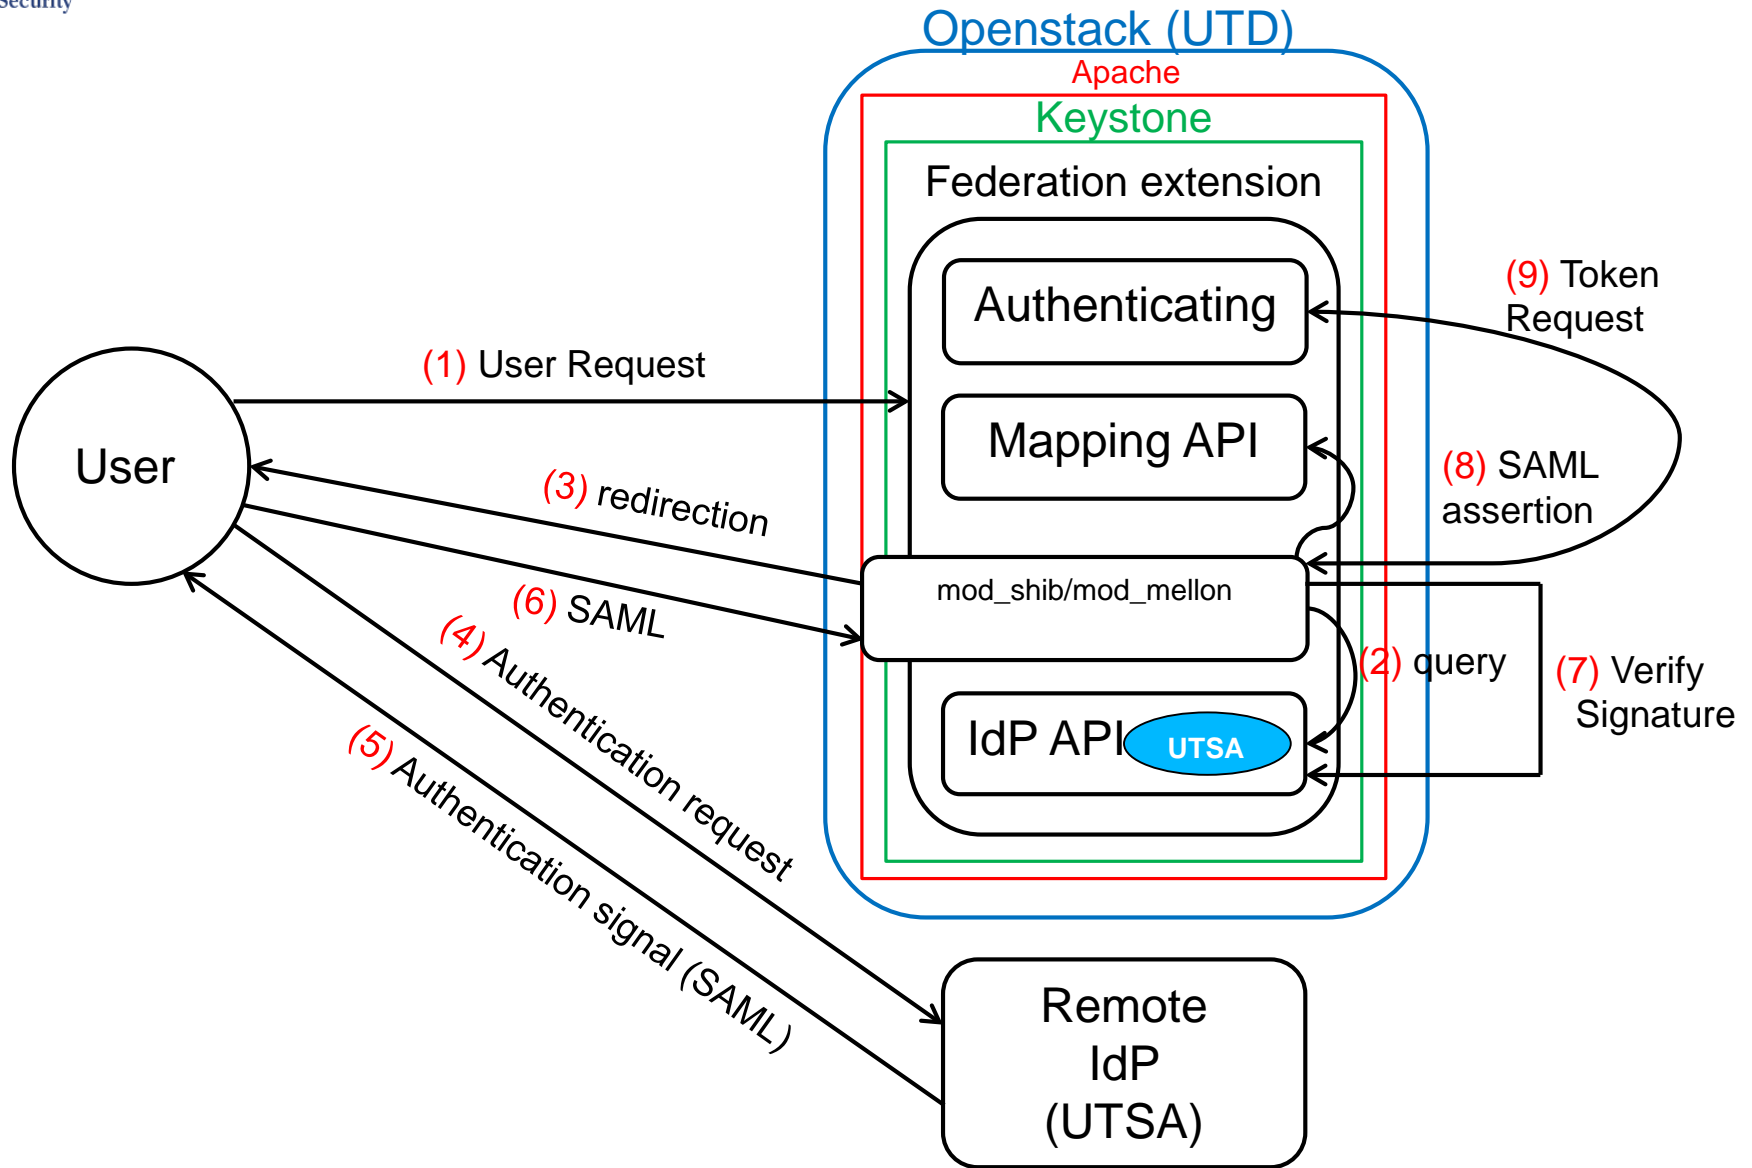 Security
Openstack (UTD)
Apache
Keystone
Federation extension
Authenticating
(9) Token
Request
(1) User Request
Mapping API
User
(3) redirection
(8) SAML
assertion
mod_shib/mod_mellon
(6) SAML
(4) Authentication request
(2) query
(7) Verify
Signature
IdP API
UTSA
(5) Authentication signal (SAML)
Remote
IdP
(UTSA)